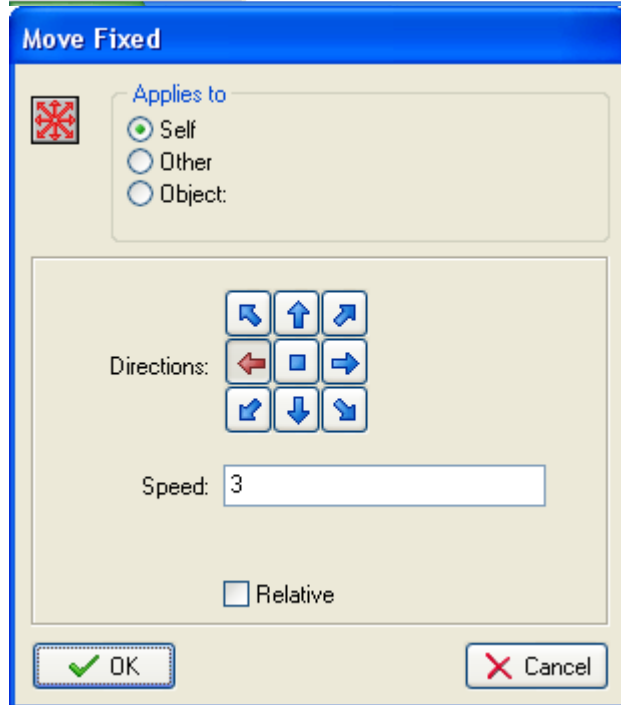 Move Fixed
Applies to
Self
Other
Object:
Directions:
Speed: 3
Relative
OK
Cancel